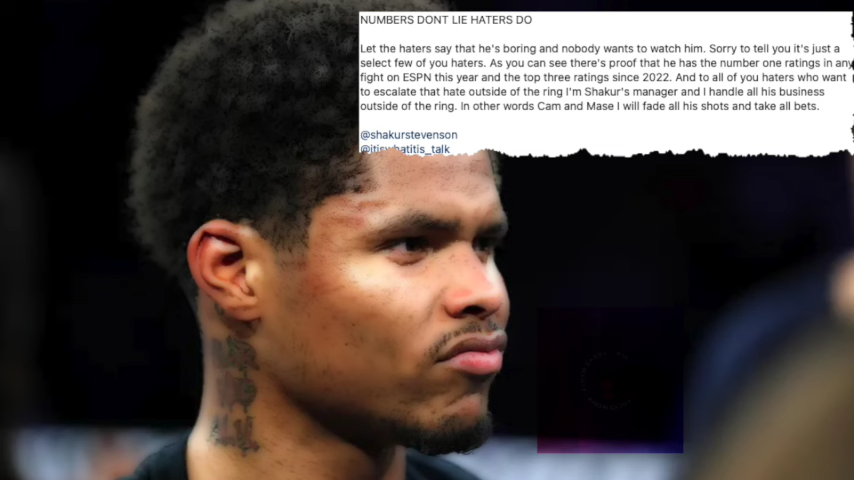 NUMBERS DONT LIE HATERS DO
Let the haters say that he's boring and nobody wants to watch him. Sorry to tell you it's just a
select few of you haters. As you can see there's proof that he has the number one ratings in any
fight on ESPN this year and the top three ratings since 2022. And to all of you haters who want
to escalate that hate outside of the ring I'm Shakur's manager and I handle all his business
outside of the ring. In other words Cam and Mase I will fade all his shots and take all bets.
@shakurstevenson
@itiswhatitis_talk